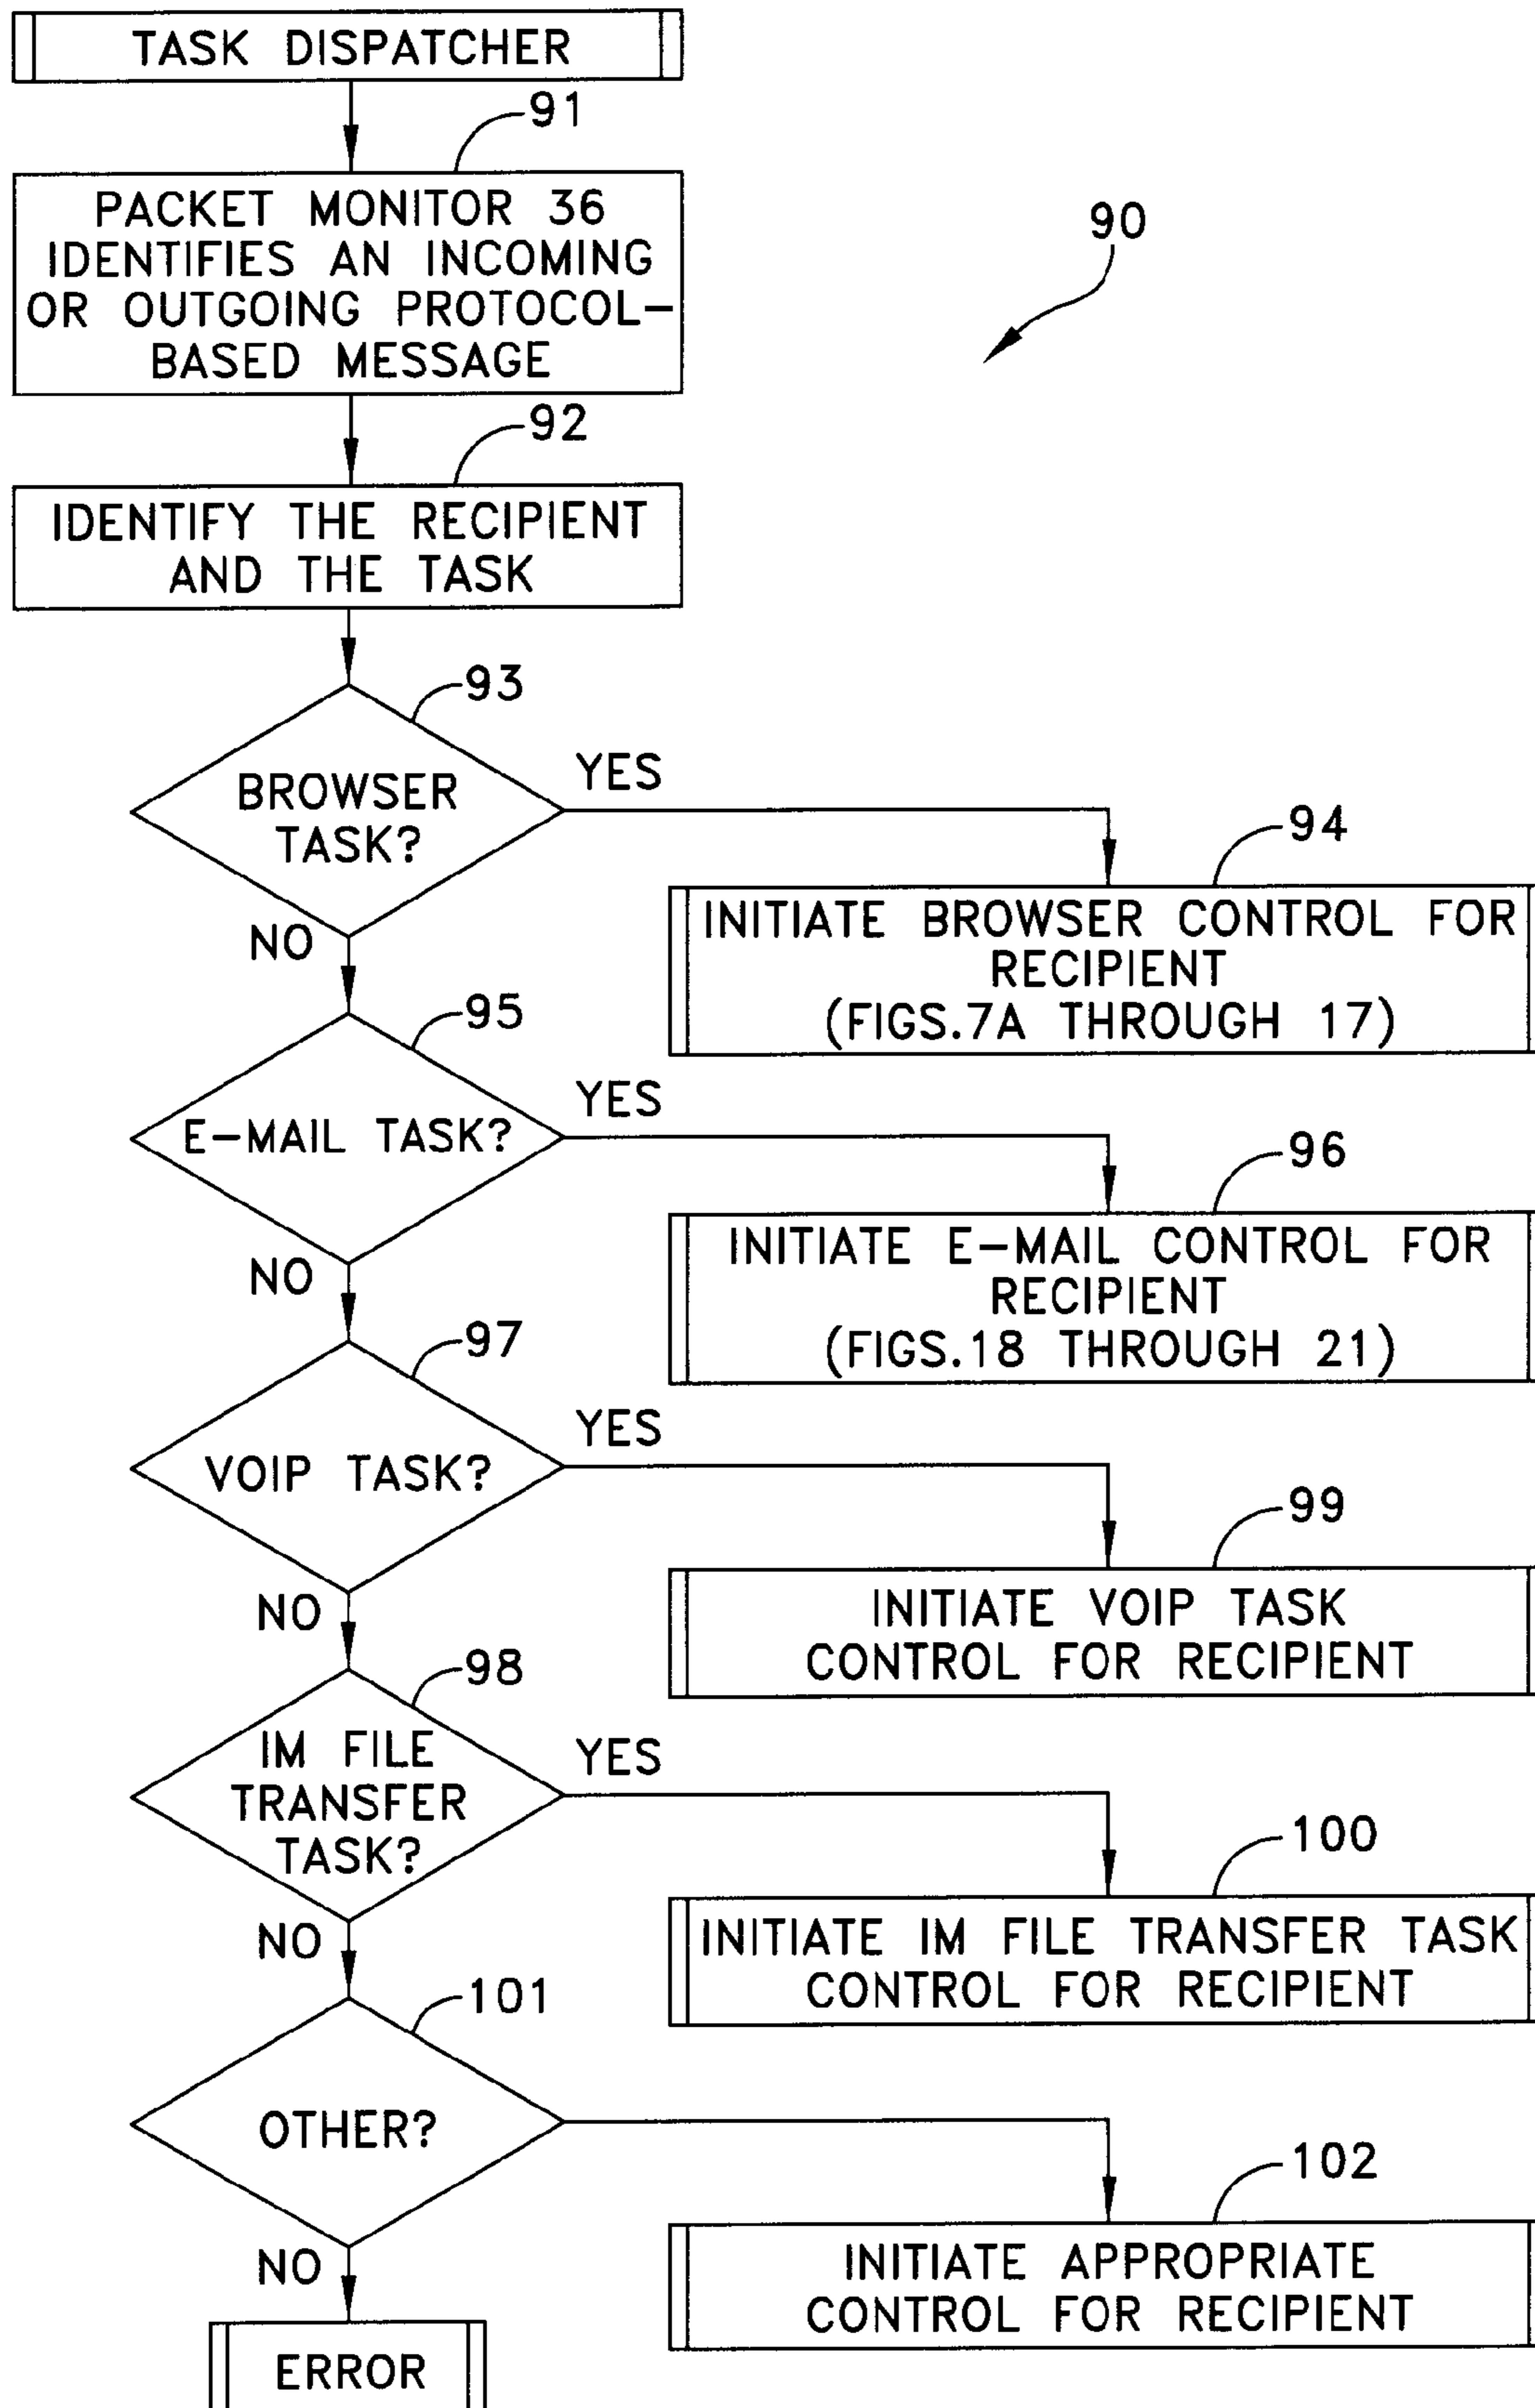 TASK DISPATCHER
91
PACKET MONITOR 36
IDENTIFIES AN INCOMING
OR OUTGOING PROTOCOL-
BASED MESSAGE
90
92
IDENTIFY THE RECIPIENT
AND THE TASK
93
BROWSER
TASK?
YES
NO
94
INITIATE BROWSER CONTROL FOR
RECIPIENT
(FIGS.7A THROUGH 17)
95
E-MAIL TASK?
YES
NO
96
INITIATE E-MAIL CONTROL FOR
RECIPIENT
(FIGS.18 THROUGH 21)
97
VOIP TASK?
YES
NO
99
INITIATE VOIP TASK
CONTROL FOR RECIPIENT
98
IM FILE
TRANSFER
TASK?
YES
NO
100
INITIATE IM FILE TRANSFER TASK
CONTROL FOR RECIPIENT
101
OTHER?
NO
102
INITIATE APPROPRIATE
CONTROL FOR RECIPIENT
ERROR